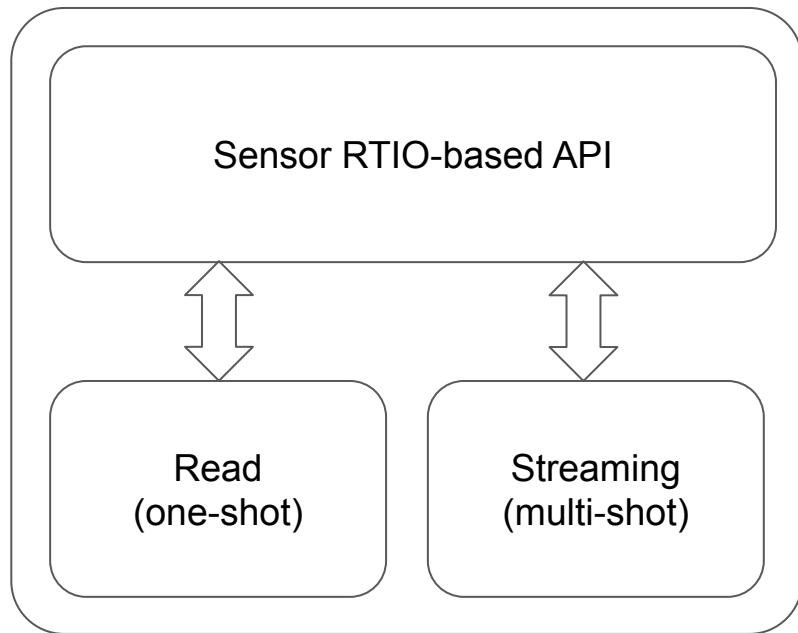 Sensor RTIO-based API
Read
(one-shot)
Streaming
(multi-shot)